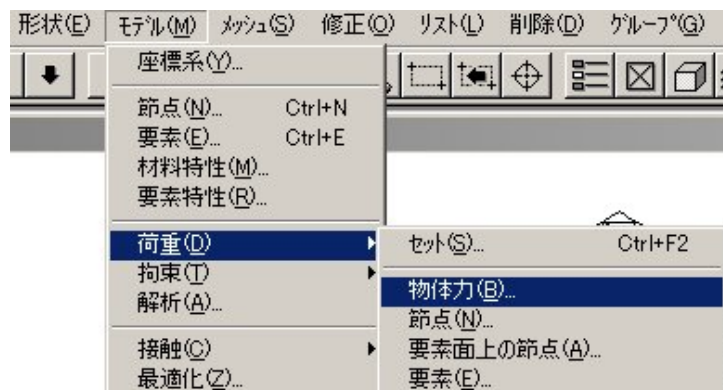 形状(E) モデル(M) メッシュ(S) 修正(O) リスト(L) 削除(D) グループ(G)
座標系(Y)...
節点(N)... Ctrl+N
要素(E)... Ctrl+E
材料特性(M)...
要素特性(R)...
荷重(D)
拘束(T)
解析(A)...
接触(C)
最適化(Z)...
セット(S)... Ctrl+F2
物体力(B)...
節点(N)...
要素面上の節点(A)...
要素(E)...